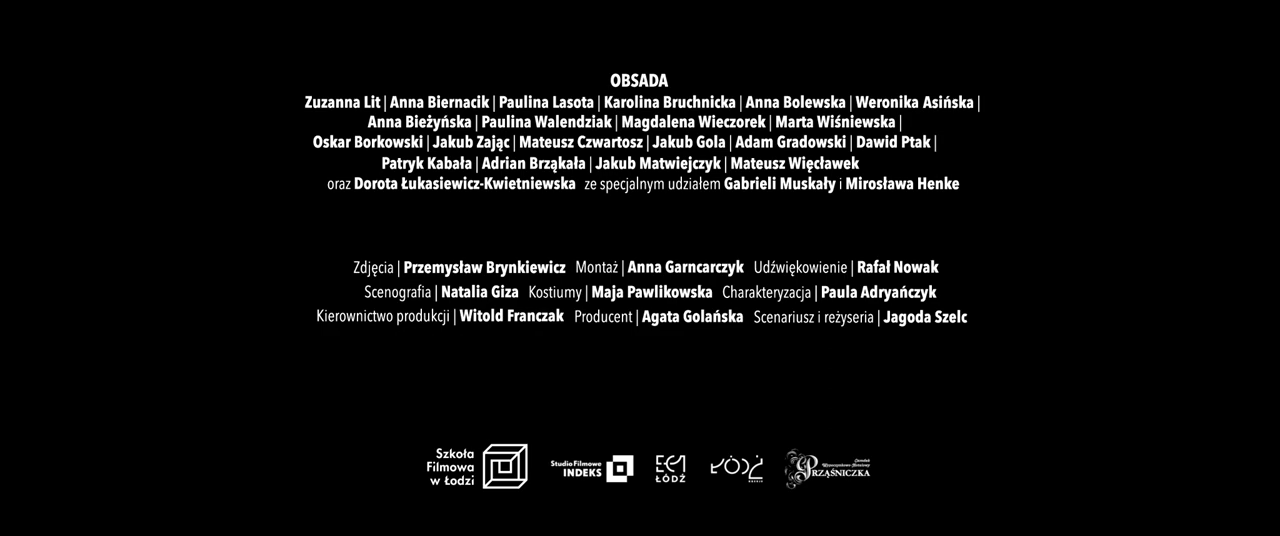 OBSADA
Zuzanna Lit | Anna Biernacik | Paulina Lasota | Karolina Bruchnicka | Anna Bolewska | Weronika Asińska |
Anna Bieżyńska | Paulina Walendziak | Magdalena Wieczorek | Marta Wiśniewska |
Oskar Borkowski | Jakub Zając | Mateusz Czwartosz | Jakub Gola | Adam Gradowski | Dawid Ptak |
Patryk Kabała | Adrian Brząkała | Jakub Matwiejczyk | Mateusz Więcławek
oraz Dorota Łukasiewicz-Kwietniewska ze specjalnym udziałem Gabrieli Muskały i Mirosława Henke
Zdjęcia | Przemysław Brynkiewicz Montaż | Anna Garncarczyk Udźwiękowienie | Rafał Nowak
Scenografia | Natalia Giza Kostiumy | Maja Pawlikowska Charakteryzacja | Paula Adryańczyk
Kierownictwo produkcji | Witold Franczak Producent | Agata Golańska Scenariusz i reżyseria | Jagoda Szelc
Szkoła
Filmowa
w Łodzi
Studio Filmowe
INDEKS
EC1
ŁÓDŹ
ŁÓDŹ
PRZĄŚNICZKA